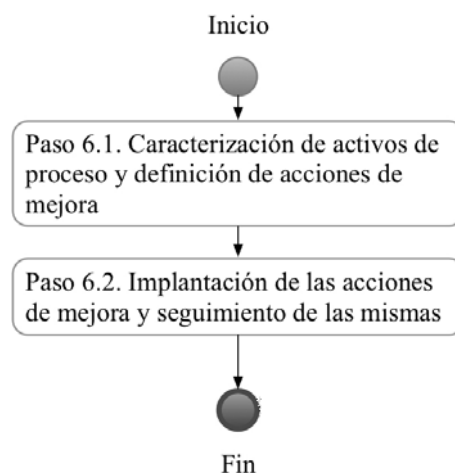 Inicio
Paso 6.1. Caracterización de activos de
proceso y definición de acciones de
mejora
Paso 6.2. Implantación de las acciones
de mejora y seguimiento de las mismas
Fin